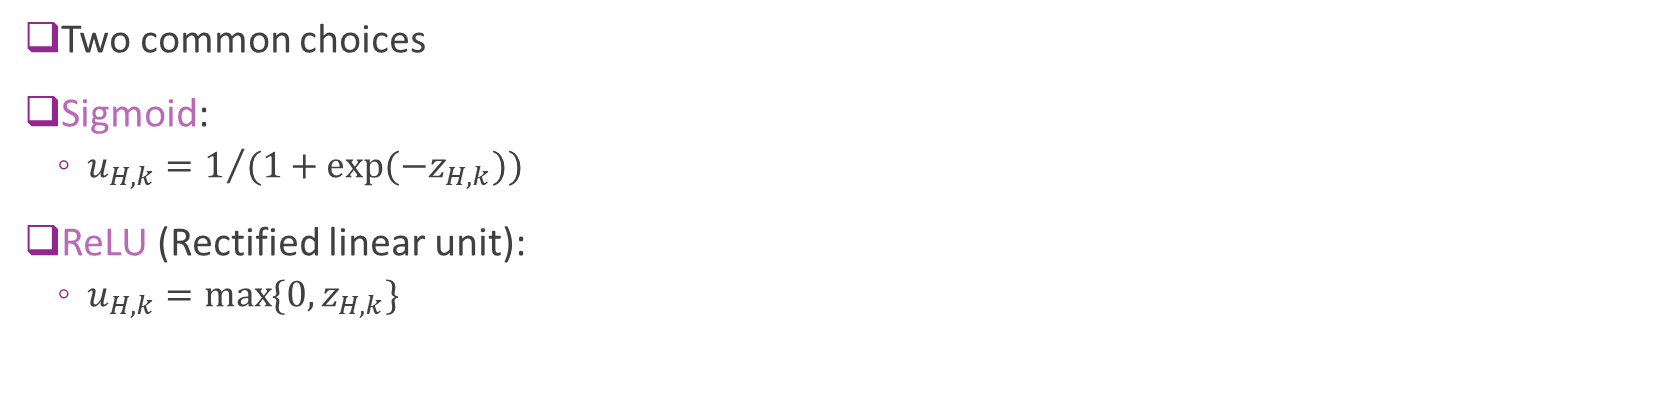 ❑Two common choices
❑Sigmoid:
◦ $u_{H,k} = 1/(1 + \exp(-z_{H,k}))$
❑ReLU (Rectified linear unit):
◦ $u_{H,k} = \max\{0, z_{H,k}\}$